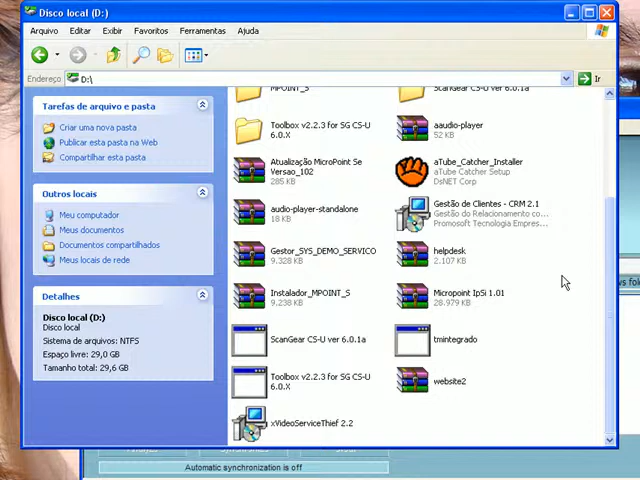 Disco local (D:)
Arquivo Editar Exibir Favoritos Ferramentas Ajuda
Endereço D:\ Ir
Tarefas de arquivo e pasta
Criar uma nova pasta
Publicar esta pasta na Web
Compartilhar esta pasta
Outros locais
Meu computador
Meus documentos
Documentos compartilhados
Meus locais de rede
Detalhes
Disco local (D:)
Disco local
Sistema de arquivos: NTFS
Espaço livre: 29,0 GB
Tamanho total: 29,6 GB
MPOINT_S
ScanGear CS-U ver 6.0.1a
Toolbox v2.2.3 for SG CS-U
6.0.X
aaudio-player
52 KB
Atualização MicroPoint Se
Versao_102
285 KB
aTube_Catcher_Installer
aTube Catcher Setup
DsNET Corp
audio-player-standalone
18 KB
Gestão de Clientes - CRM 2.1
Gestão do Relacionamento co...
Promosoft Tecnologia Empres...
Gestor_SYS_DEMO_SERVICO
9.328 KB
helpdesk
2.107 KB
Instalador_MPOINT_S
9.238 KB
Micropoint IpSi 1.01
28.979 KB
ScanGear CS-U ver 6.0.1a
tmintegrado
Toolbox v2.2.3 for SG CS-U
6.0.X
website2
xVideoServiceThief 2.2
Automatic synchronization is off